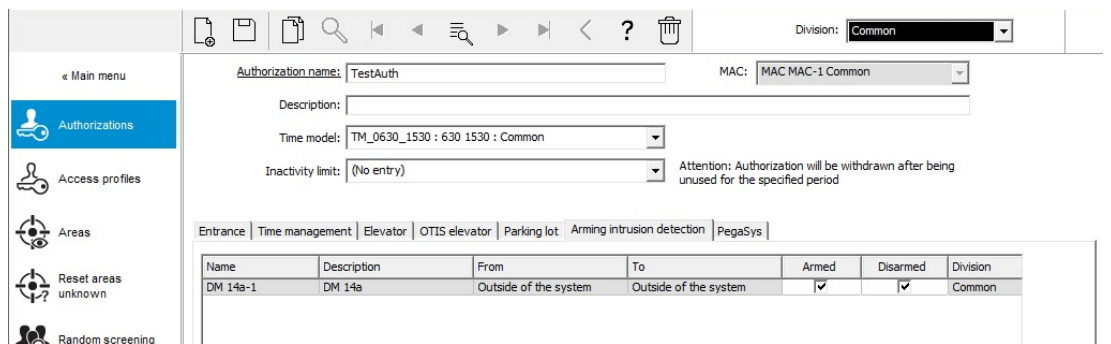 ? Division: Common
« Main menu
Authorization name: TestAuth MAC: MAC MAC-1 Common
Description:
Authorizations
Time model: TM_0630_1530 : 630 1530 : Common
Inactivity limit: (No entry) Attention: Authorization will be withdrawn after being
unused for the specified period
Access profiles
Areas
Entrance Time management Elevator OTIS elevator Parking lot Arming intrusion detection PegaSys
Name Description From To Armed Disarmed Division
DM 14a-1 DM 14a Outside of the system Outside of the system Common
Reset areas
unknown
Random screening